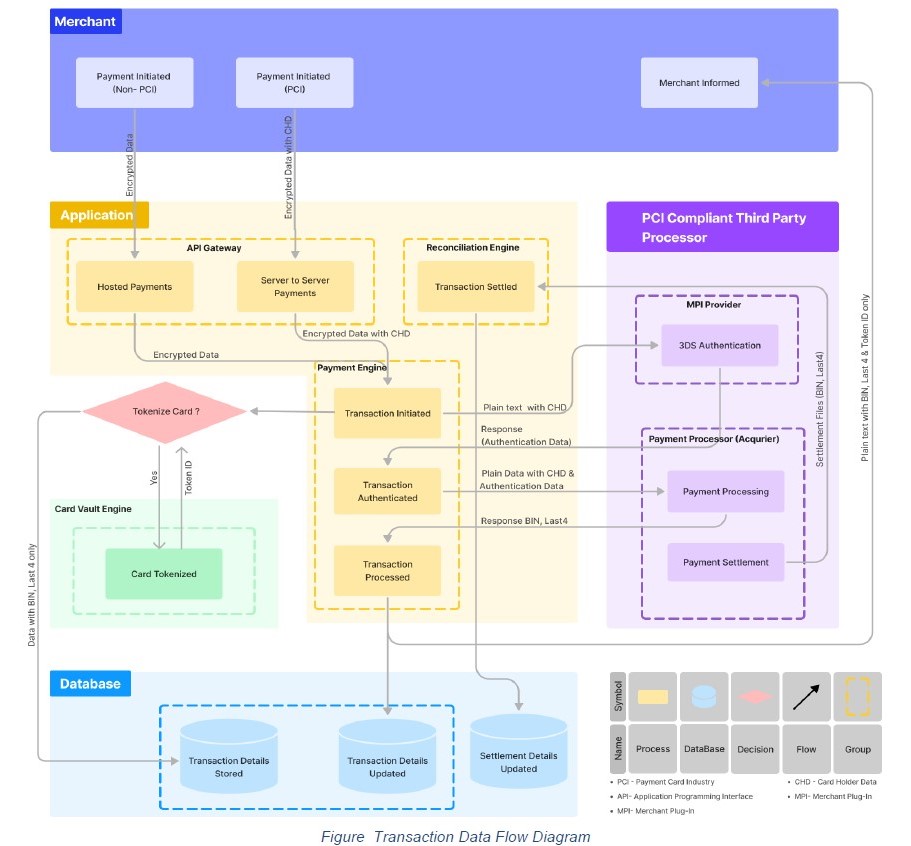 Merchant
Payment Initiated
(Non- PCI)
Payment Initiated
(PCI)
Merchant Informed
Encrypted Data
Encrypted Data with CHD
Application
API Gateway
Hosted Payments
Server to Server
Payments
Reconciliation Engine
Transaction Settled
PCI Compliant Third Party
Processor
MPI Provider
3DS Authentication
Encrypted Data with CHD
Encrypted Data
Payment Engine
Transaction Initiated
Plain text with CHD
Response
(Authentication Data)
Transaction
Authenticated
Plain Data with CHD &
Authentication Data
Response BIN, Last4
Transaction
Processed
Payment Processor (Acqurier)
Payment Processing
Payment Settlement
Settlement Files (BIN, Last4)
Plain text with BIN, Last 4 & Token ID only
Tokenize Card ?
Yes
Token ID
Card Vault Engine
Card Tokenized
Data with BIN, Last 4 only
Database
Transaction Details
Stored
Transaction Details
Updated
Settlement Details
Updated
Symbol
Name
Process
DataBase
Decision
Flow
Group
• PCI - Payment Card Industry
• CHD - Card Holder Data
• API- Application Programming Interface
• MPI- Merchant Plug-In
• MPI- Merchant Plug-In
Figure Transaction Data Flow Diagram